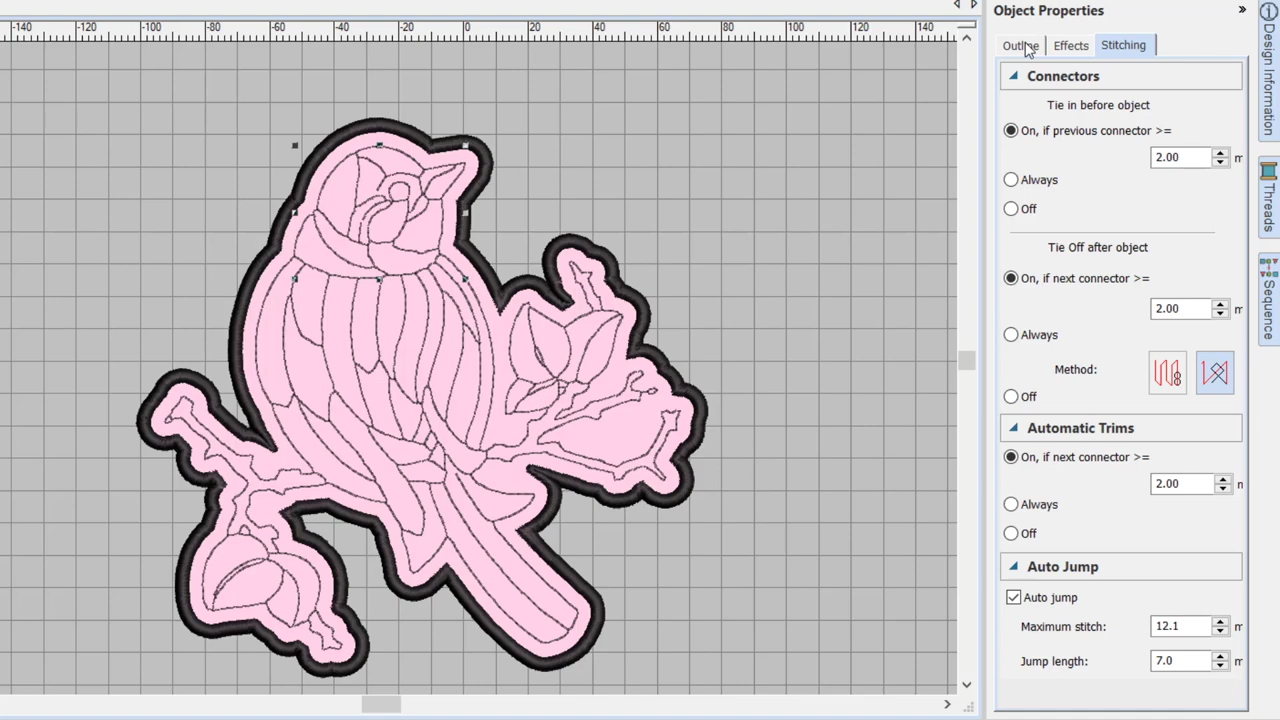 Object Properties
»
-140 -120 -100 -80 -60 -40 -20 0 20 40 60 80 100 120 140
Outline Effects Stitching
Connectors
Tie in before object
On, if previous connector >=
2.00 m
Always
Off
Tie Off after object
On, if next connector >=
2.00 m
Always
Method:
Off
Automatic Trims
On, if next connector >=
2.00
Always
Off
Auto Jump
Auto jump
Maximum stitch: 12.1 m
Jump length: 7.0 m
Design Information
Threads
Sequence